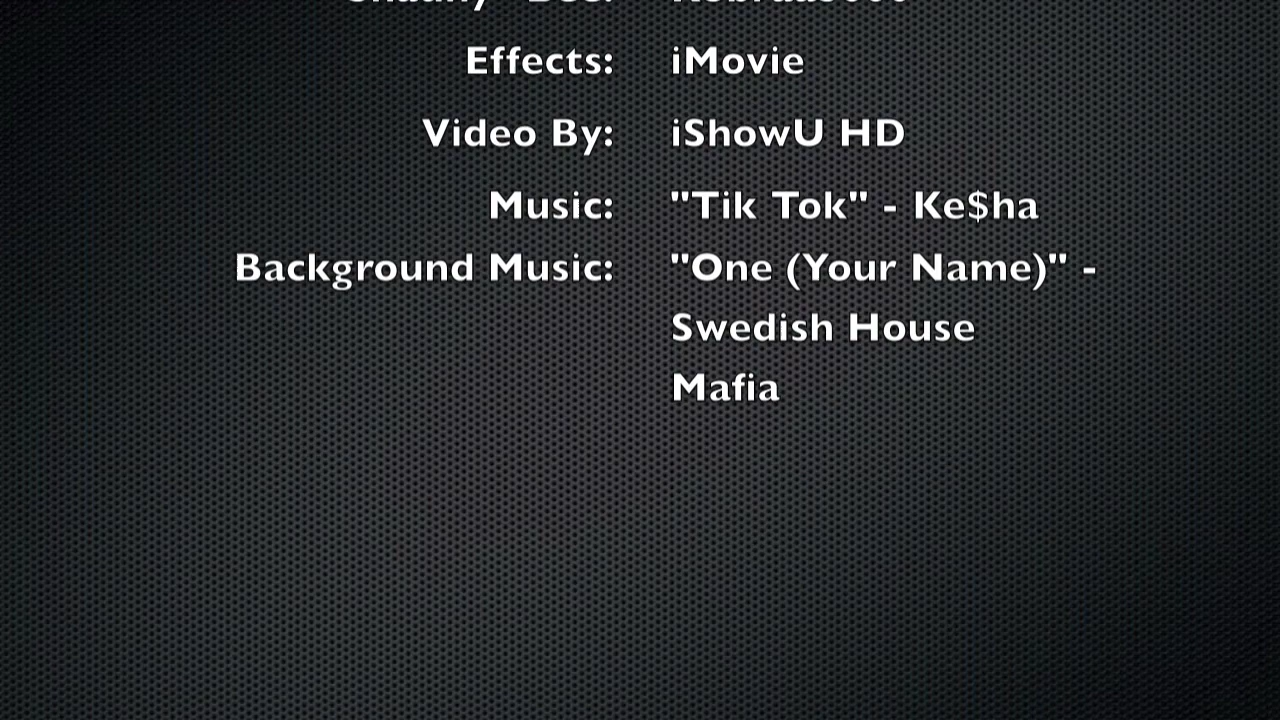 Effects: iMovie
Video By: iShowU HD
Music: "Tik Tok" - Ke$ha
Background Music: "One (Your Name)" -
Swedish House
Mafia